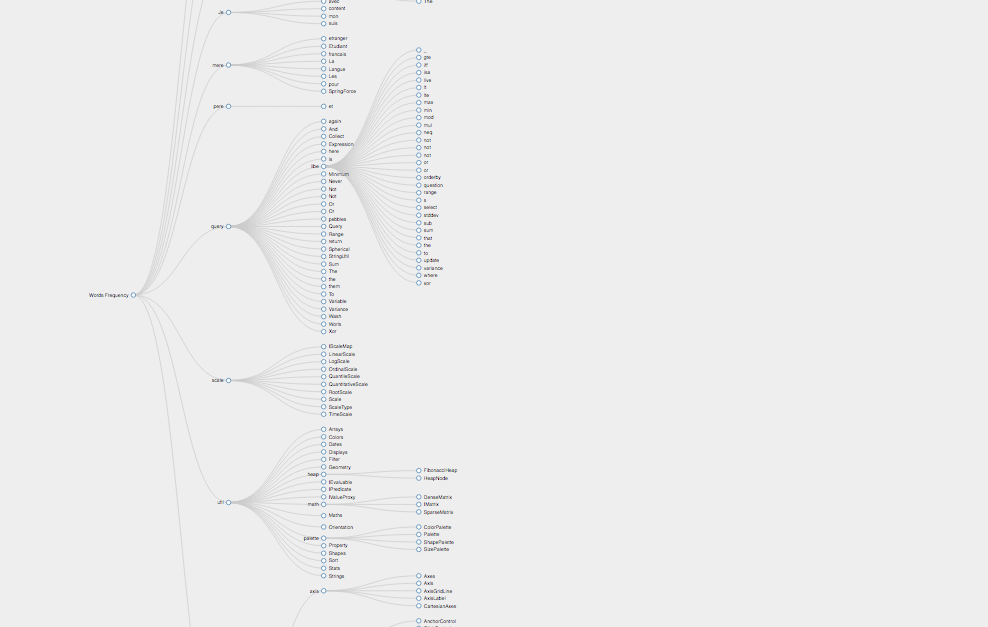 avec
The
Je
content
mon
suis
etranger
Etudiant
francais
mere
La
Langue
Les
pour
SpringForce
pere
et
_
gte
if
isa
live
lt
lte
max
min
mod
mul
neq
not
not
not
or
or
orderby
question
range
s
select
stddev
sub
sum
that
the
to
update
variance
where
xor
again
And
Collect
Expression
here
is
Minimum
Never
Not
Not
Or
Or
pebbles
query
Query
Range
return
Spherical
StringUtil
Sum
The
the
them
To
Variable
Variance
Wash
Works
Xor
Words Frequency
IScaleMap
LinearScale
LogScale
OrdinalScale
QuantileScale
scale
QuantitativeScale
RootScale
Scale
ScaleType
TimeScale
Arrays
Colors
Dates
Displays
Filter
Geometry
heap
FibonacciHeap
HeapNode
IEvaluable
IPredicate
IValueProxy
math
DenseMatrix
IMatrix
SparseMatrix
util
Maths
Orientation
palette
ColorPalette
Palette
ShapePalette
SizePalette
Property
Shapes
Sort
Stats
Strings
axis
Axes
Axis
AxisGridLine
AxisLabel
CartesianAxes
AnchorControl